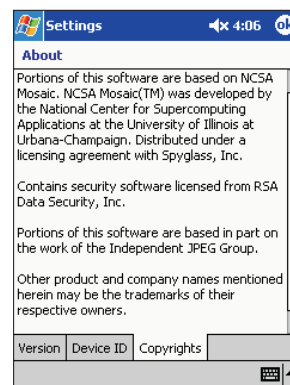 Settings 4:06 ok
About
Portions of this software are based on NCSA
Mosaic. NCSA Mosaic(TM) was developed by
the National Center for Supercomputing
Applications at the University of Illinois at
Urbana-Champaign. Distributed under a
licensing agreement with Spyglass, Inc.
Contains security software licensed from RSA
Data Security, Inc.
Portions of this software are based in part on
the work of the Independent JPEG Group.
Other product and company names mentioned
herein may be the trademarks of their
respective owners.
Version Device ID Copyrights